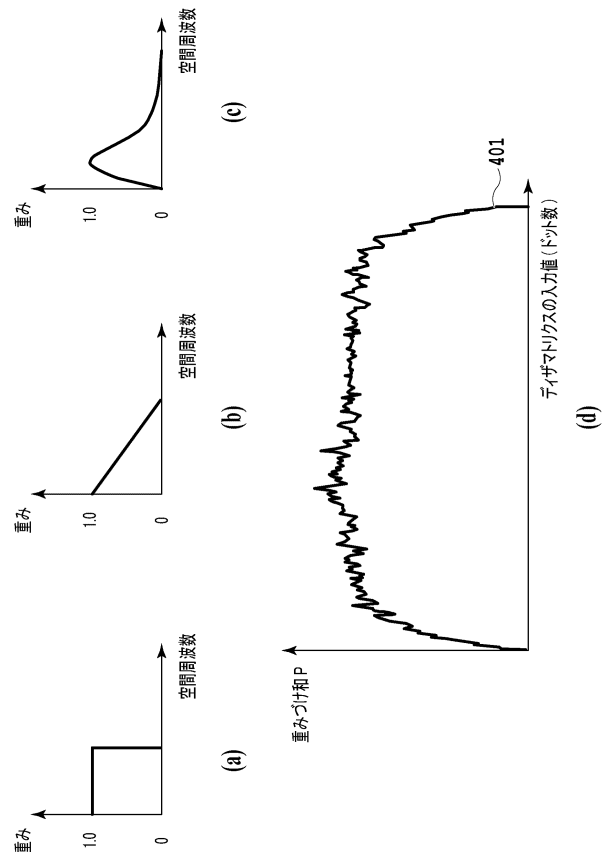 重み
1.0
0
空間周波数
(a)
重み
1.0
0
空間周波数
(b)
重み
1.0
0
空間周波数
(c)
重みづけ和P
401
ディザマトリクスの入力値(ドット数)
(d)